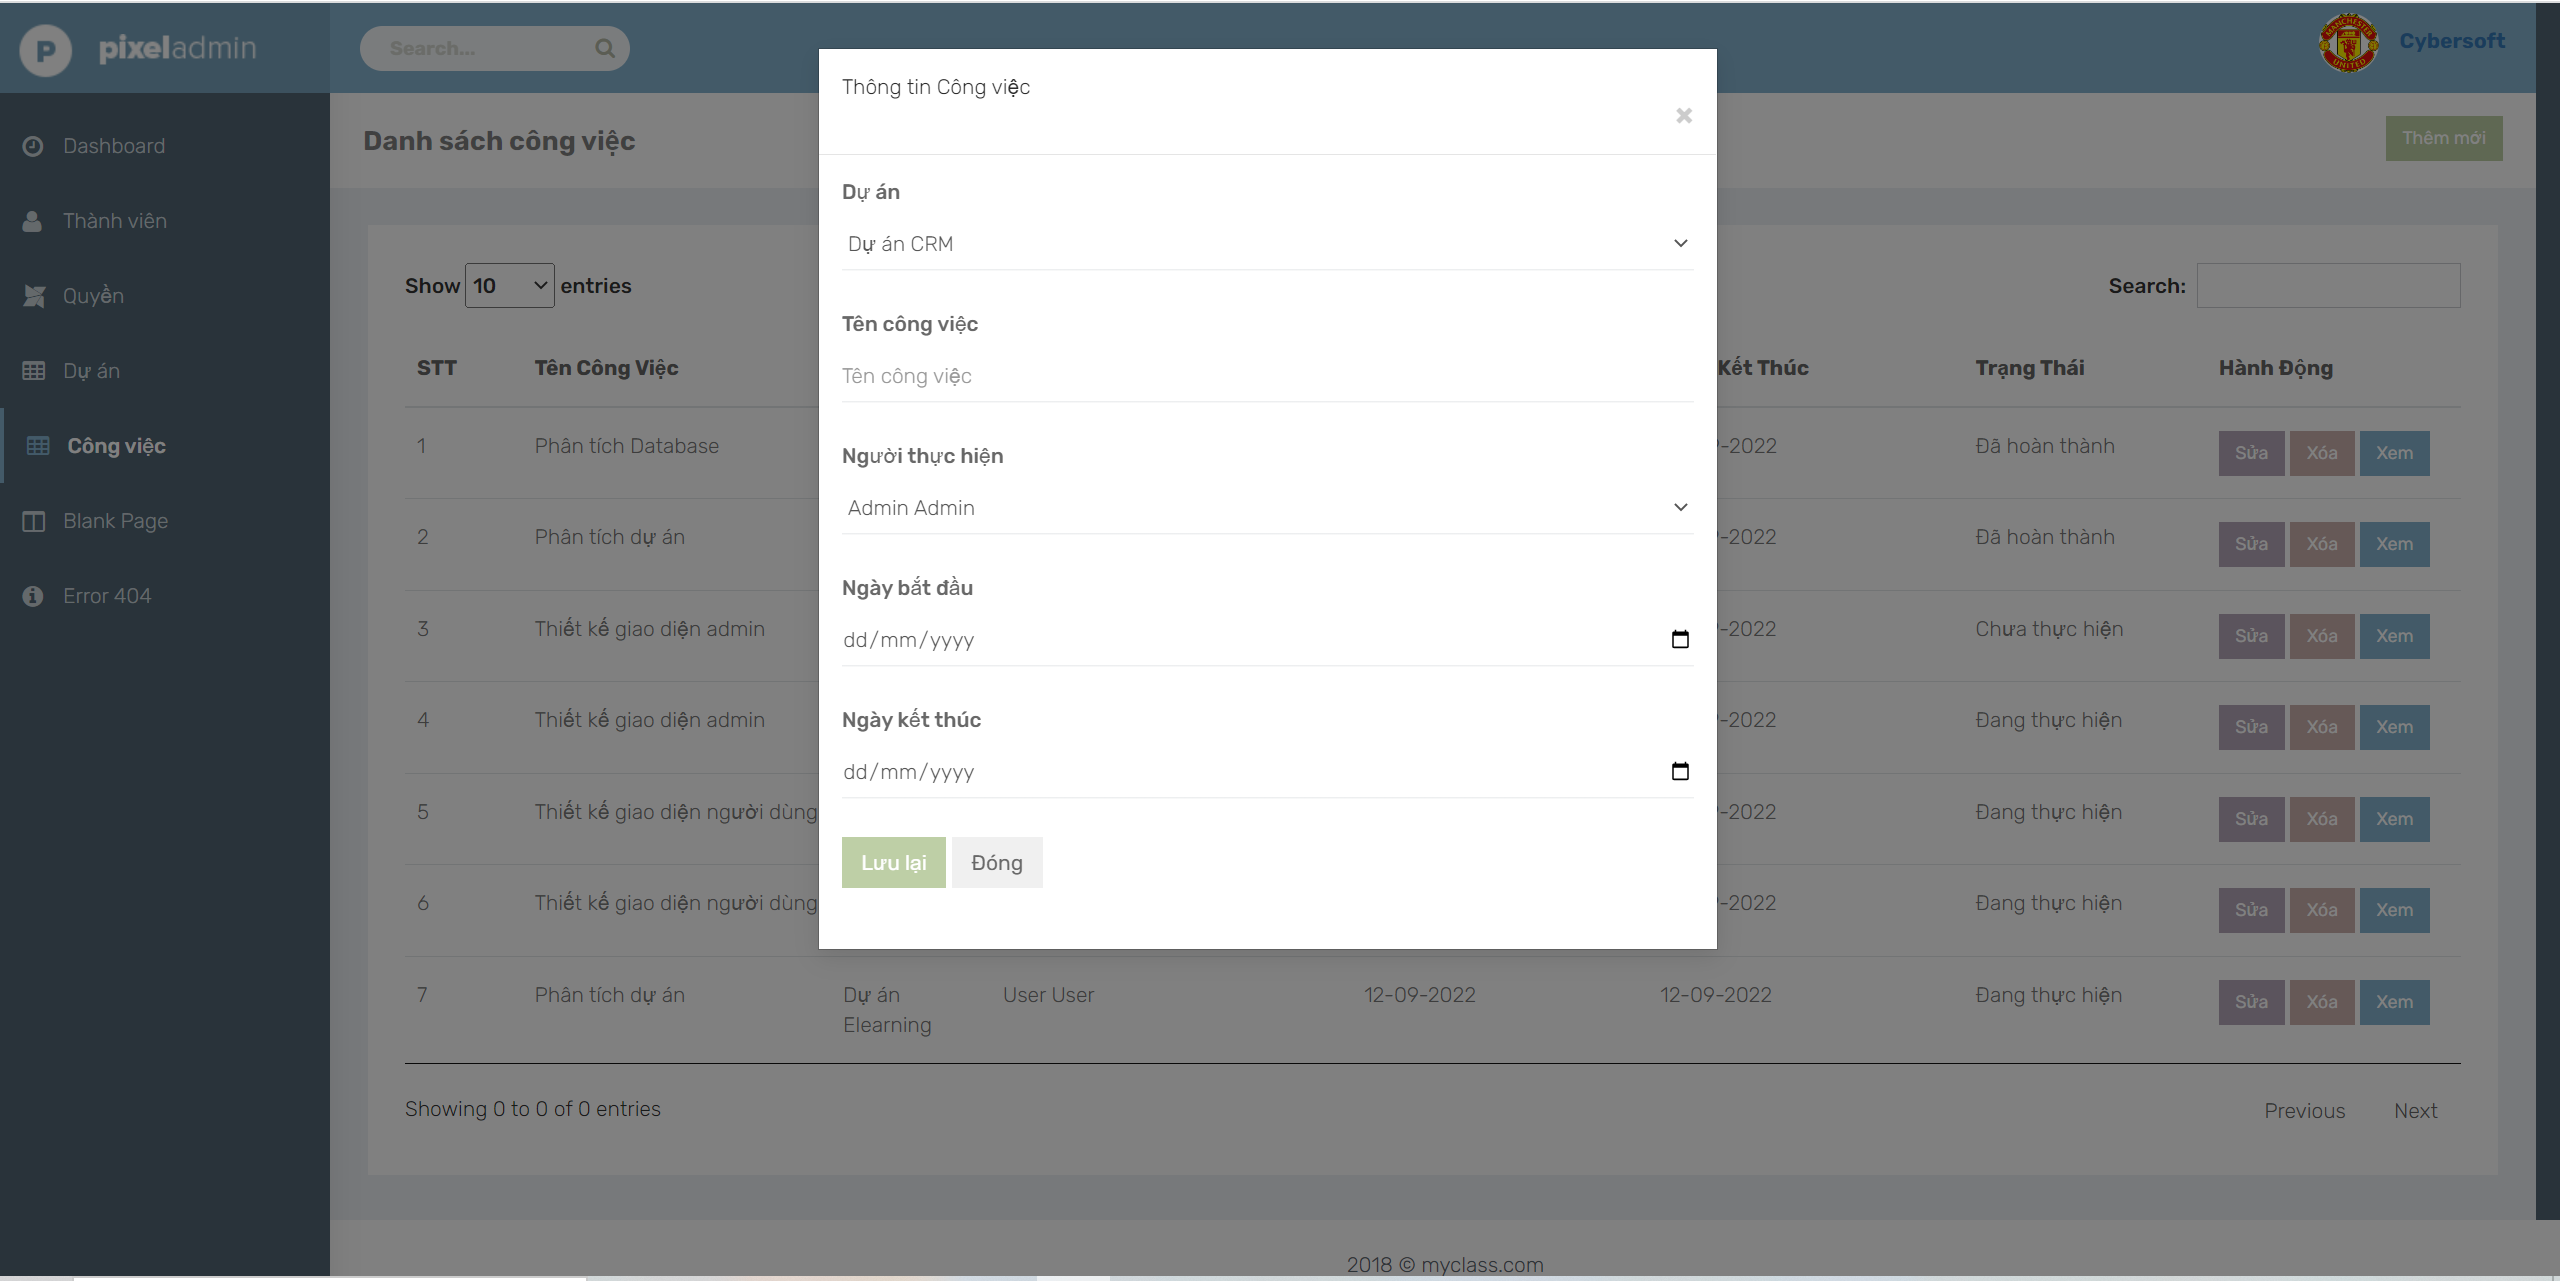 P pixeladmin
Search...
Cybersoft
Dashboard
Thành viên
Quyền
Dự án
Công việc
Blank Page
Error 404
Danh sách công việc
Thêm mới
Show 10 entries
Search:
STT Tên Công Việc Kết Thúc Trạng Thái Hành Động
1 Phân tích Database -2022 Đã hoàn thành Sửa Xóa Xem
2 Phân tích dự án -2022 Đã hoàn thành Sửa Xóa Xem
3 Thiết kế giao diện admin -2022 Chưa thực hiện Sửa Xóa Xem
4 Thiết kế giao diện admin -2022 Đang thực hiện Sửa Xóa Xem
5 Thiết kế giao diện người dùng -2022 Đang thực hiện Sửa Xóa Xem
6 Thiết kế giao diện người dùng -2022 Đang thực hiện Sửa Xóa Xem
7 Phân tích dự án Dự án User User 12-09-2022 12-09-2022 Đang thực hiện Sửa Xóa Xem
Elearning
Showing 0 to 0 of 0 entries
Previous Next
2018 © myclass.com
Thông tin Công việc
×
Dự án
Dự án CRM
Tên công việc
Tên công việc
Người thực hiện
Admin Admin
Ngày bắt đầu
dd/mm/yyyy
Ngày kết thúc
dd/mm/yyyy
Lưu lại Đóng
MANCHESTER
UNITED